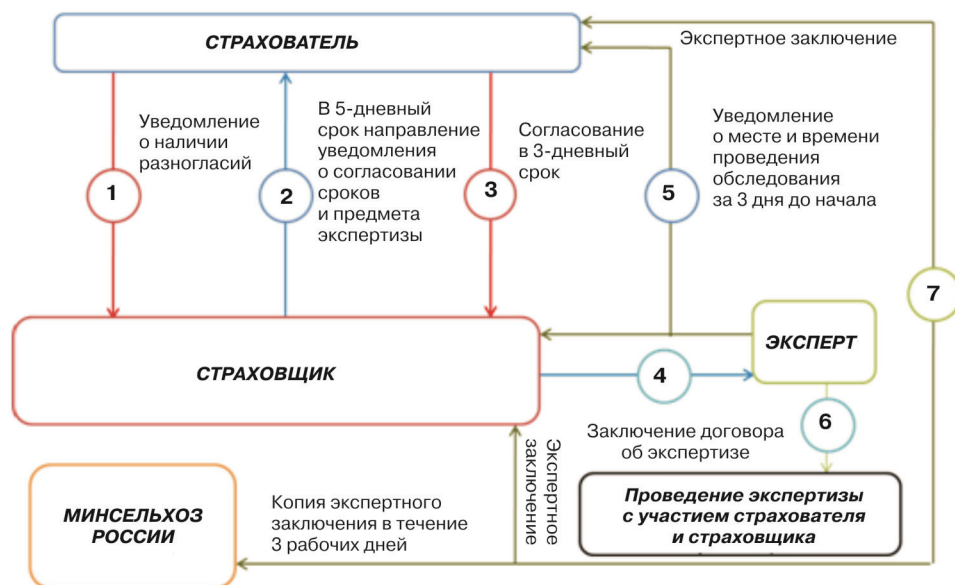 СТРАХОВАТЕЛЬ
Экспертное заключение
Уведомление
о наличии
разногласий
В 5-дневный
срок направление
уведомления
о согласовании
сроков
и предмета
экспертизы
Согласование
в 3-дневный
срок
Уведомление
о месте и времени
проведения
обследования
за 3 дня до начала
1
2
3
5
7
СТРАХОВЩИК
4
ЭКСПЕРТ
6
Заключение договора
об экспертизе
Экспертное
заключение
МИНСЕЛЬХОЗ
РОССИИ
Копия экспертного
заключения в течение
3 рабочих дней
Проведение экспертизы
с участием страхователя
и страховщика